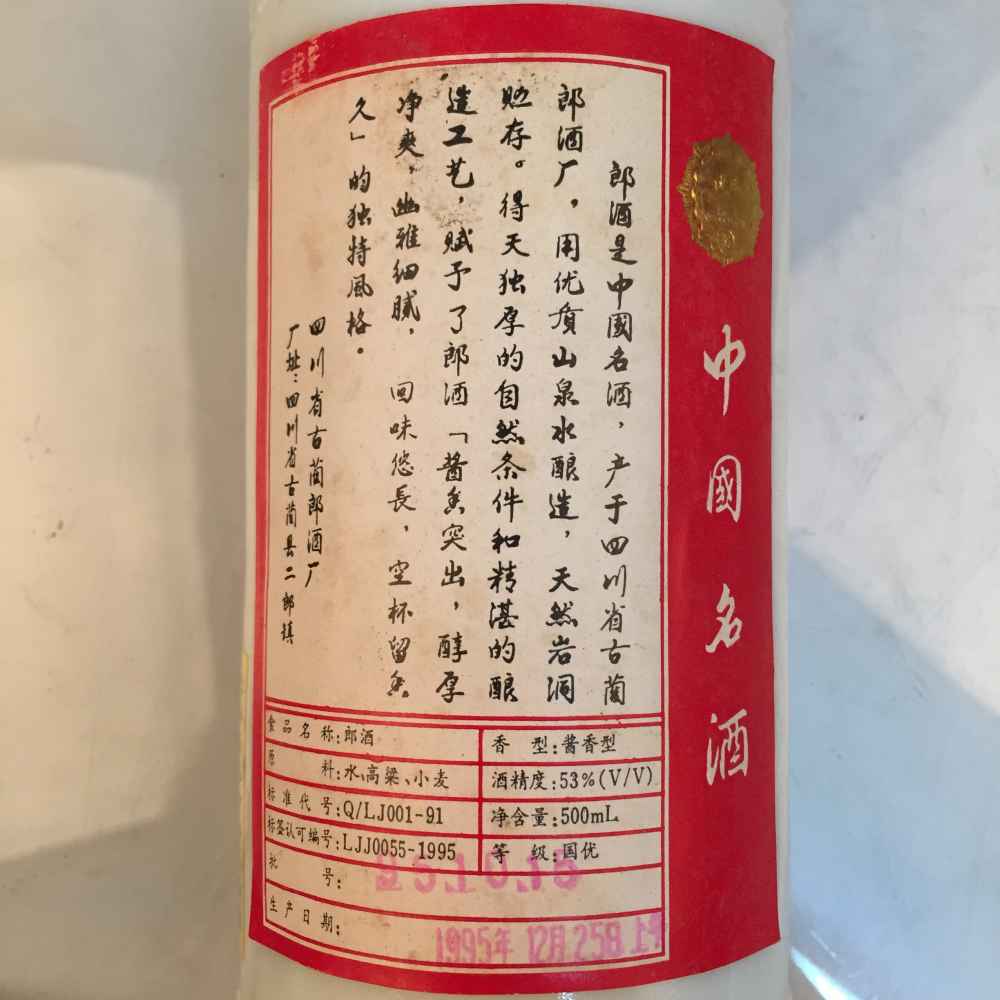 中國名酒
郎酒是中國名酒，产于四川省古蔺
郎酒厂，用优质山泉水酿造，天然岩洞
贮存。得天独厚的自然条件和精湛的酿
造工艺，赋予了郎酒「酱香突出，醇厚
净爽，幽雅细腻，回味悠長，空杯留香
久」的独特風格。
四川省古蔺郎酒厂
厂址：四川省古蔺县二郎镇
食品名称：郎酒
香型：酱香型
原料：水、高粱、小麦
酒精度：53%(V/V)
标准代号：Q/LJ001-91
净含量：500mL
标签认可编号：LJJ0055-1995
等级：国优
批号：
生产日期：1995年12月25日